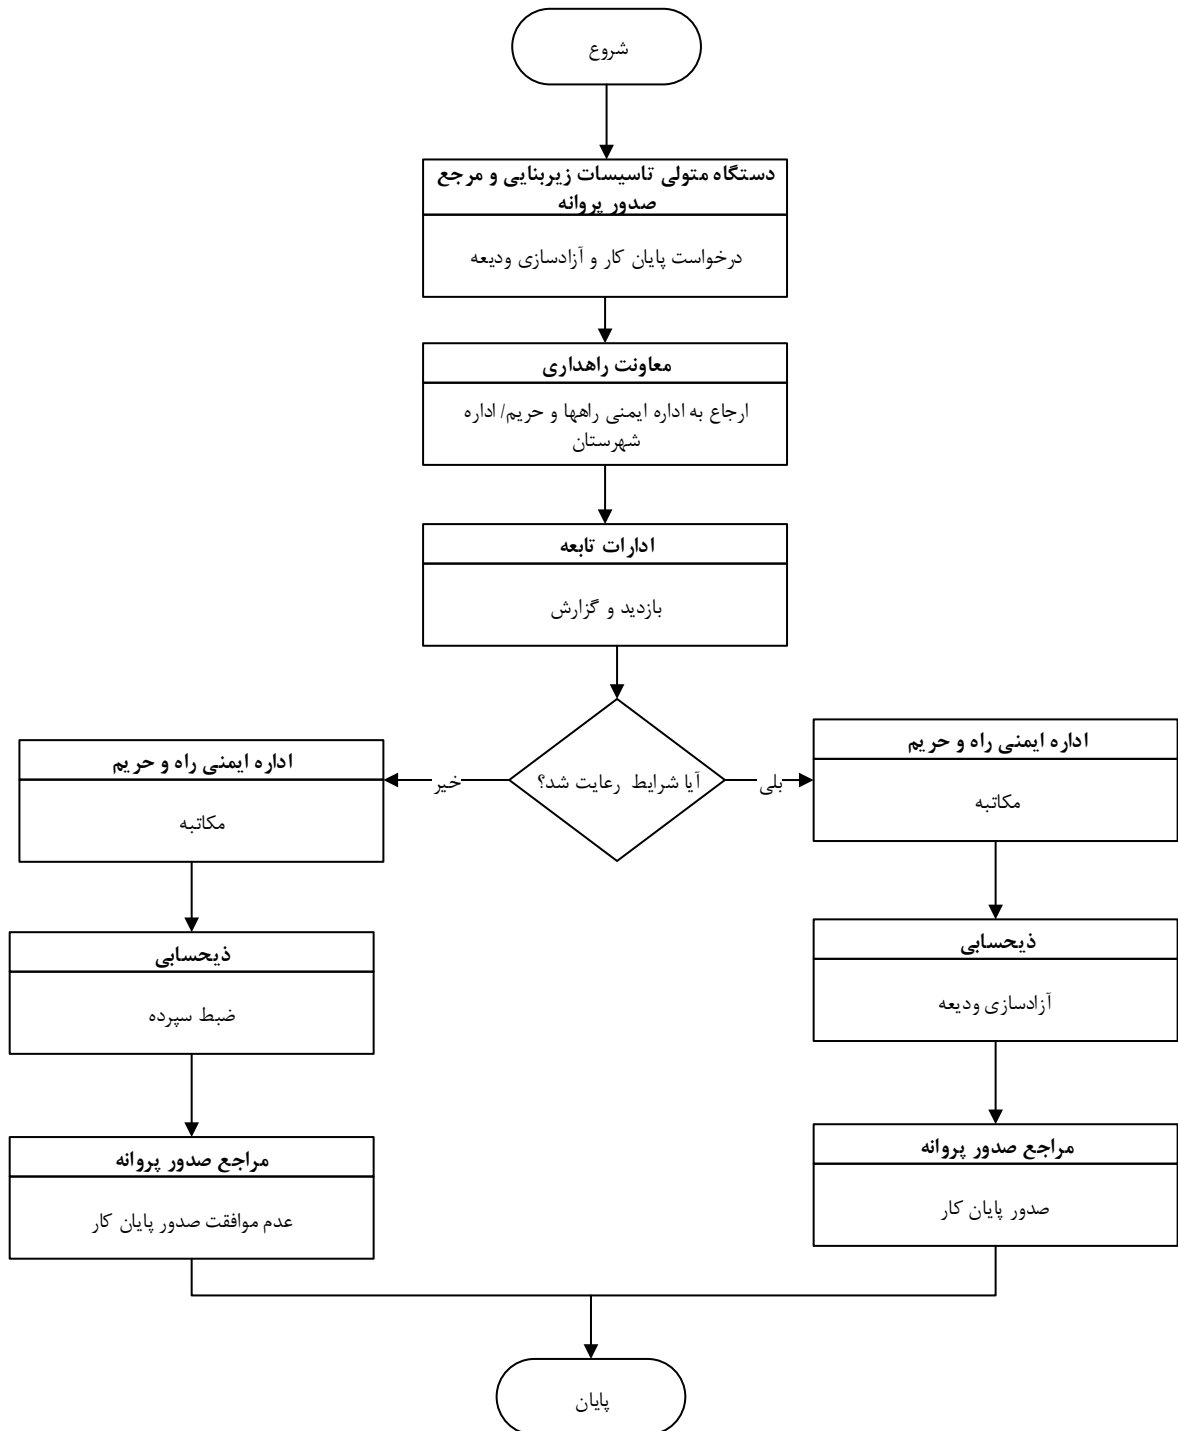 شروع
دستگاه متولی تاسیسات زیربنایی و مرجع
صدور پروانه
درخواست پایان کار و آزادسازی ودیعه
معاونت راهداری
ارجاع به اداره ایمنی راهها و حریم/ اداره
شهرستان
ادارات تابعه
بازدید و گزارش
آیا شرایط رعایت شد؟
بلی
اداره ایمنی راه و حریم
مکاتبه
ذیحسابی
آزادسازی ودیعه
مراجع صدور پروانه
صدور پایان کار
خیر
اداره ایمنی راه و حریم
مکاتبه
ذیحسابی
ضبط سپرده
مراجع صدور پروانه
عدم موافقت صدور پایان کار
پایان